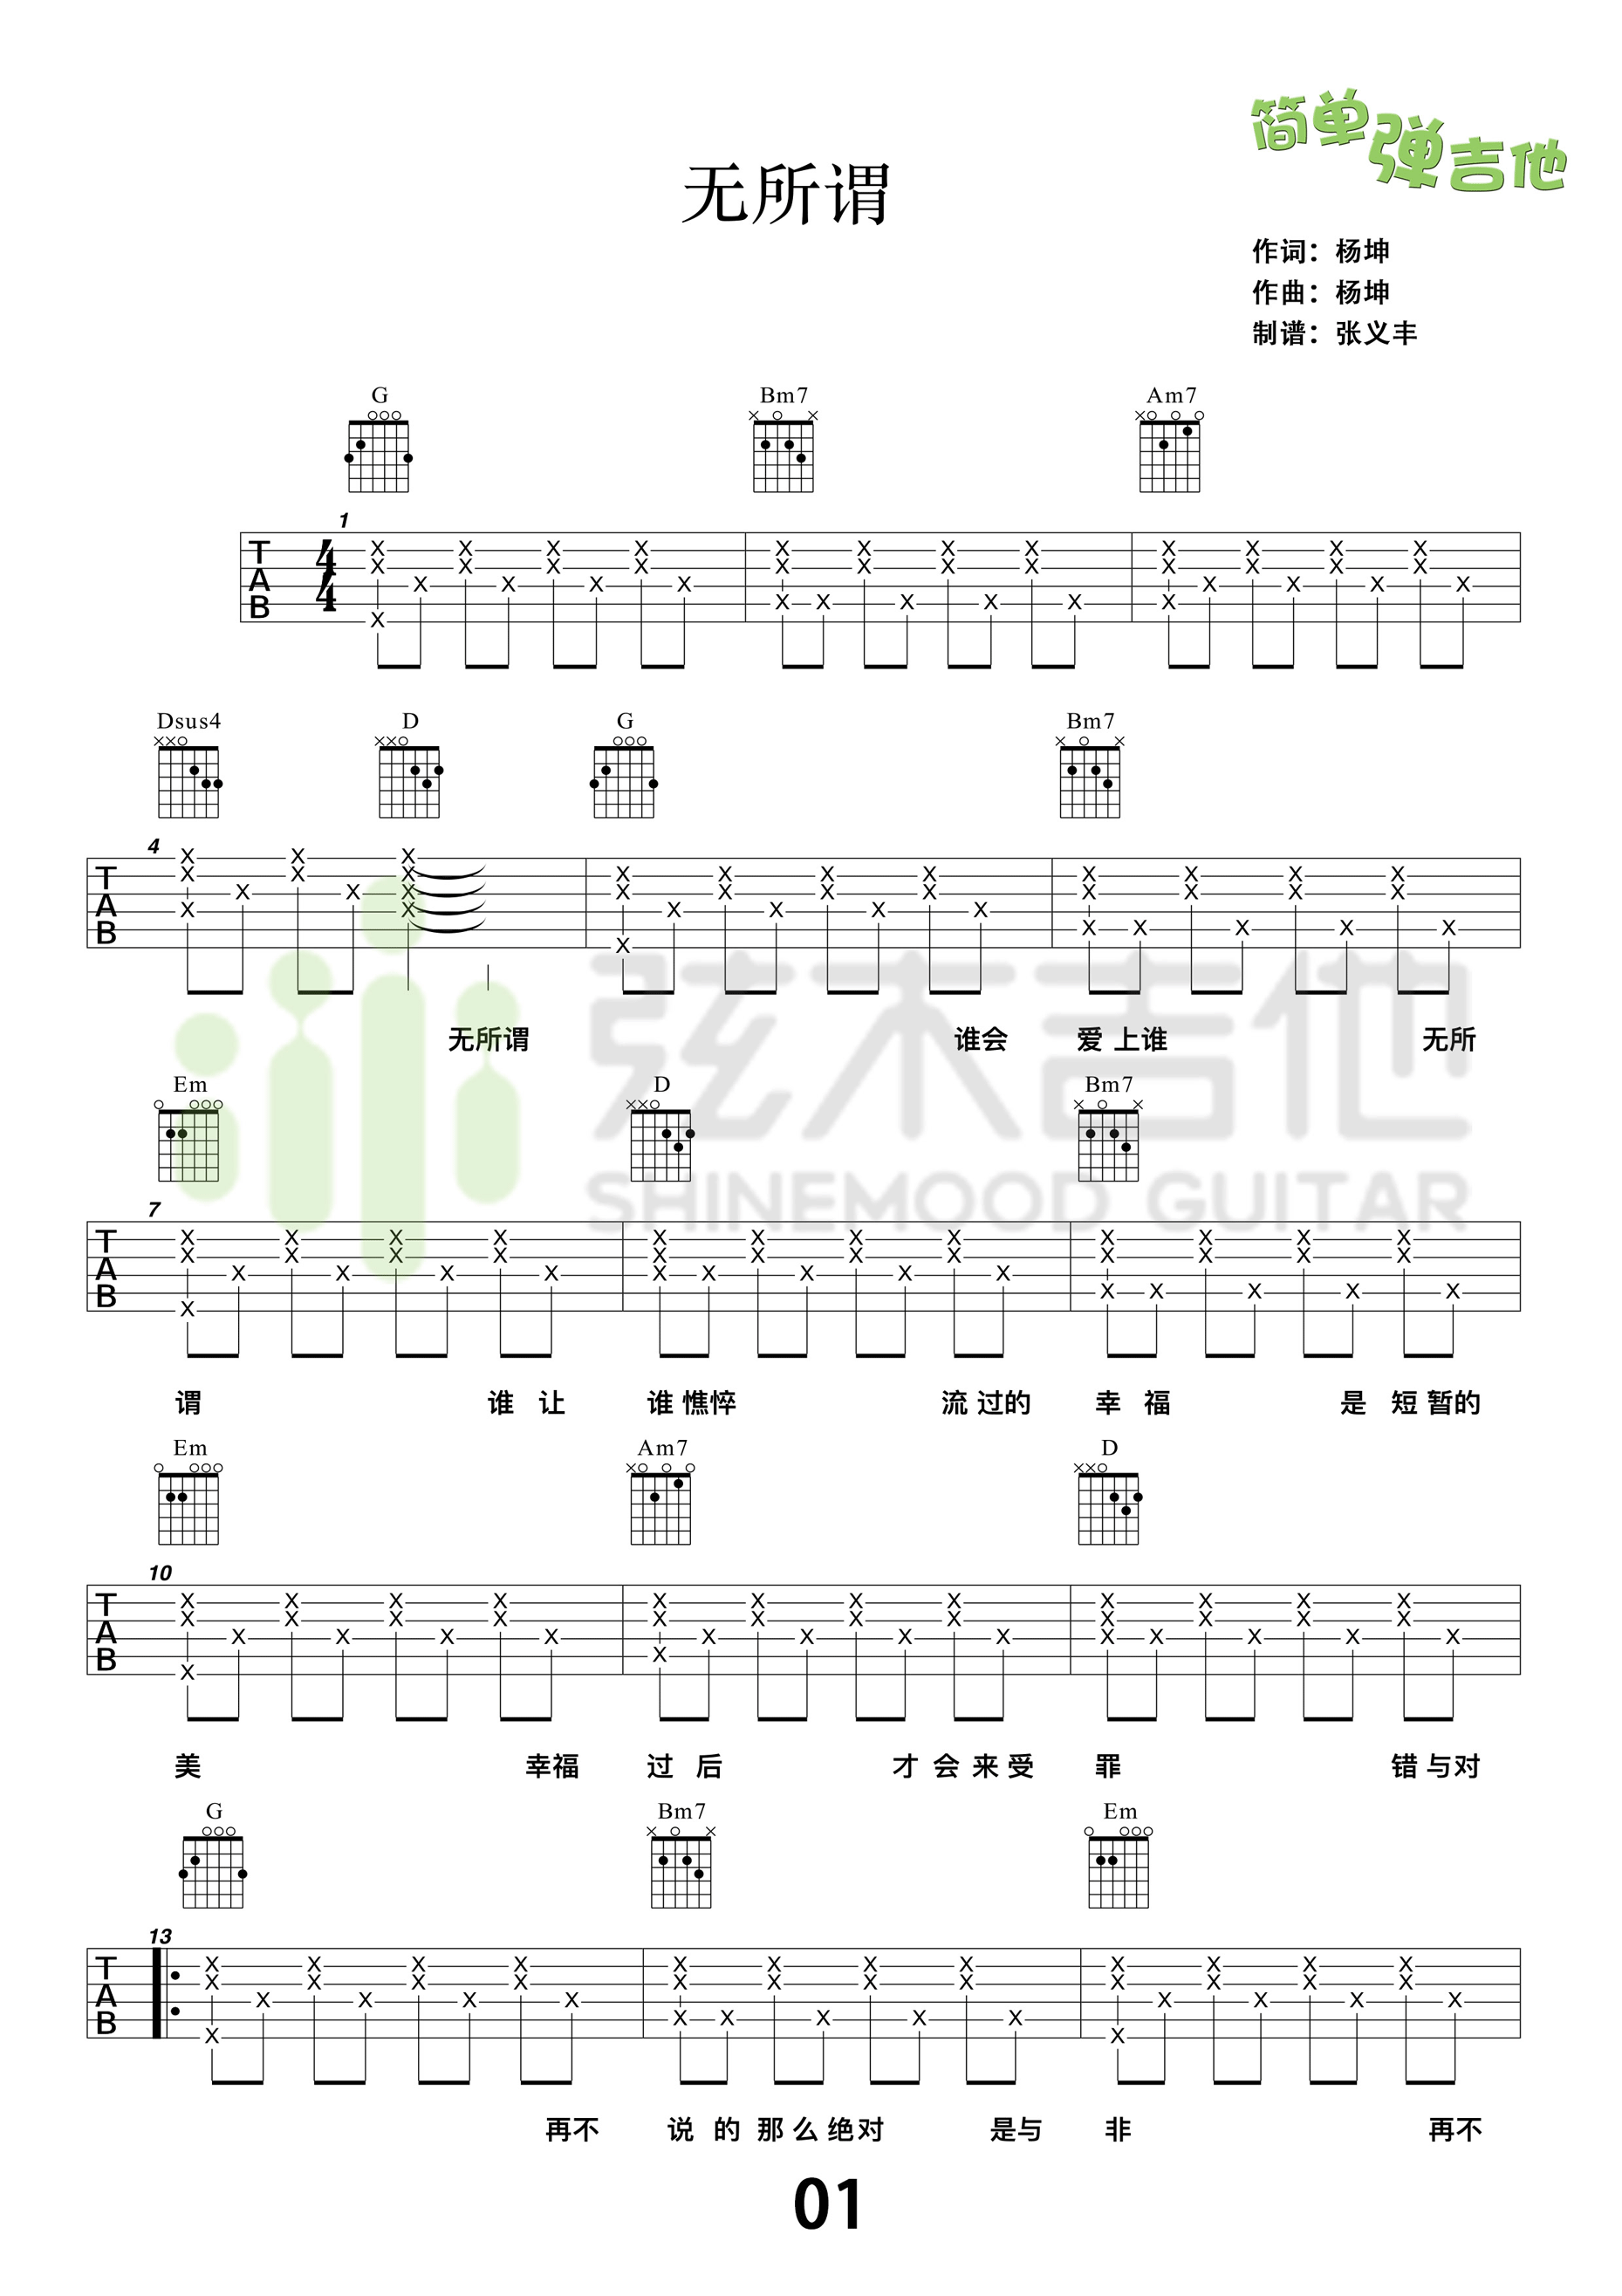 简单弹吉他
无所谓
作词：杨坤
作曲：杨坤
制谱：张义丰
G Bm7 Am7
1
T A B 4 4
Dsus4 D G Bm7
4
T A B
弦木吉他
无所谓 谁会 爱 上谁 无所
Em D Bm7
SHINEMOOD GUITAR
7
T A B
谓 谁 让 谁 憔悴 流 过的 幸 福 是 短 暂的
Em Am7 D
10
T A B
美 幸福 过 后 才 会 来 受 罪 错 与对
G Bm7 Em
13
T A B
再不 说 的 那 么 绝对 是与 非 再不
01